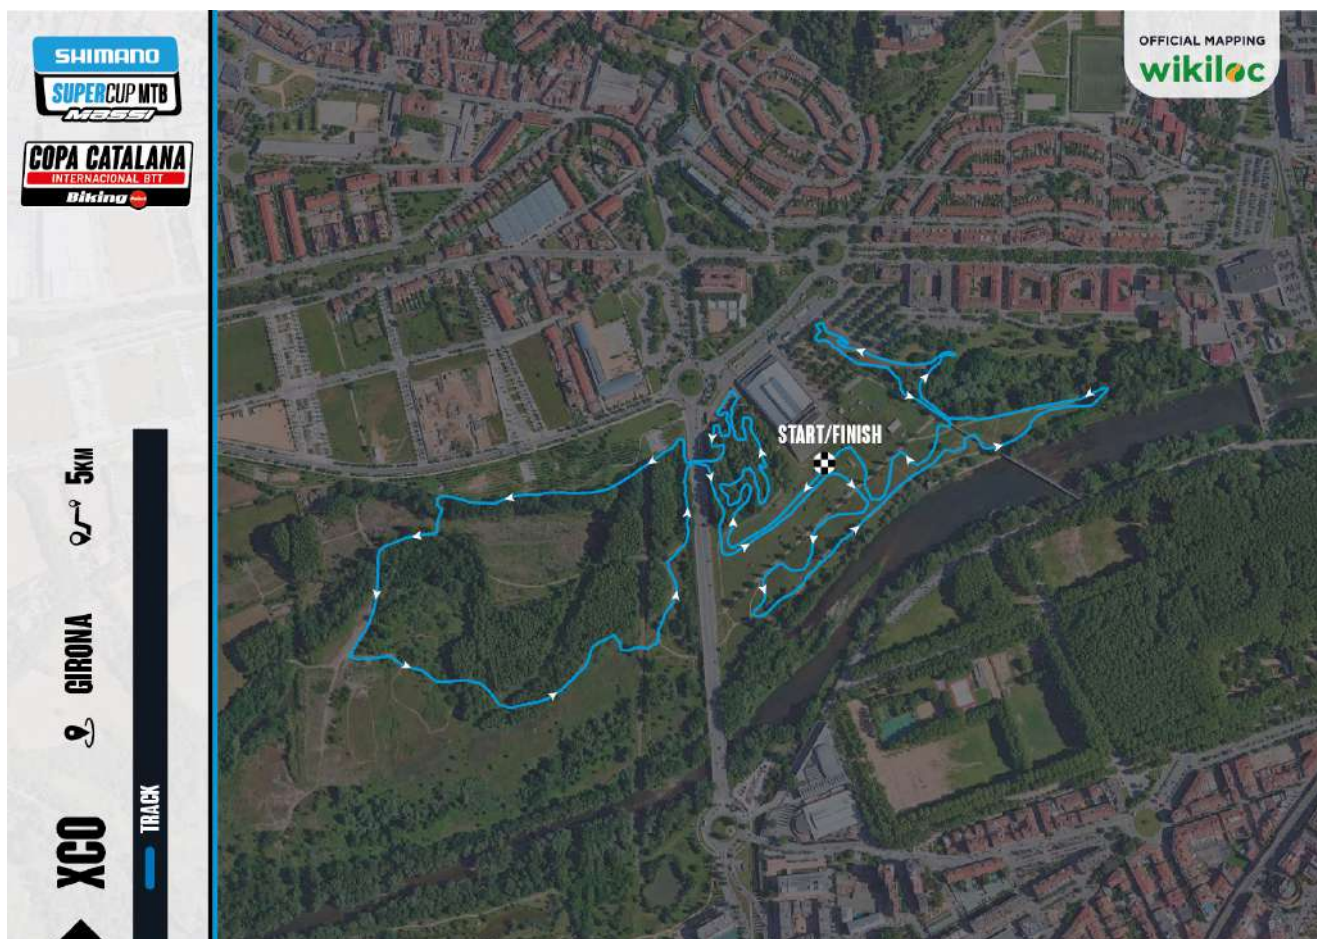 SHIMANO
SUPERCUP MTB
MASSI
COPA CATALANA
INTERNACIONAL BTT
Biking
XCO
GIRONA
5KM
TRACK
START/FINISH
OFFICIAL MAPPING
wikiloc